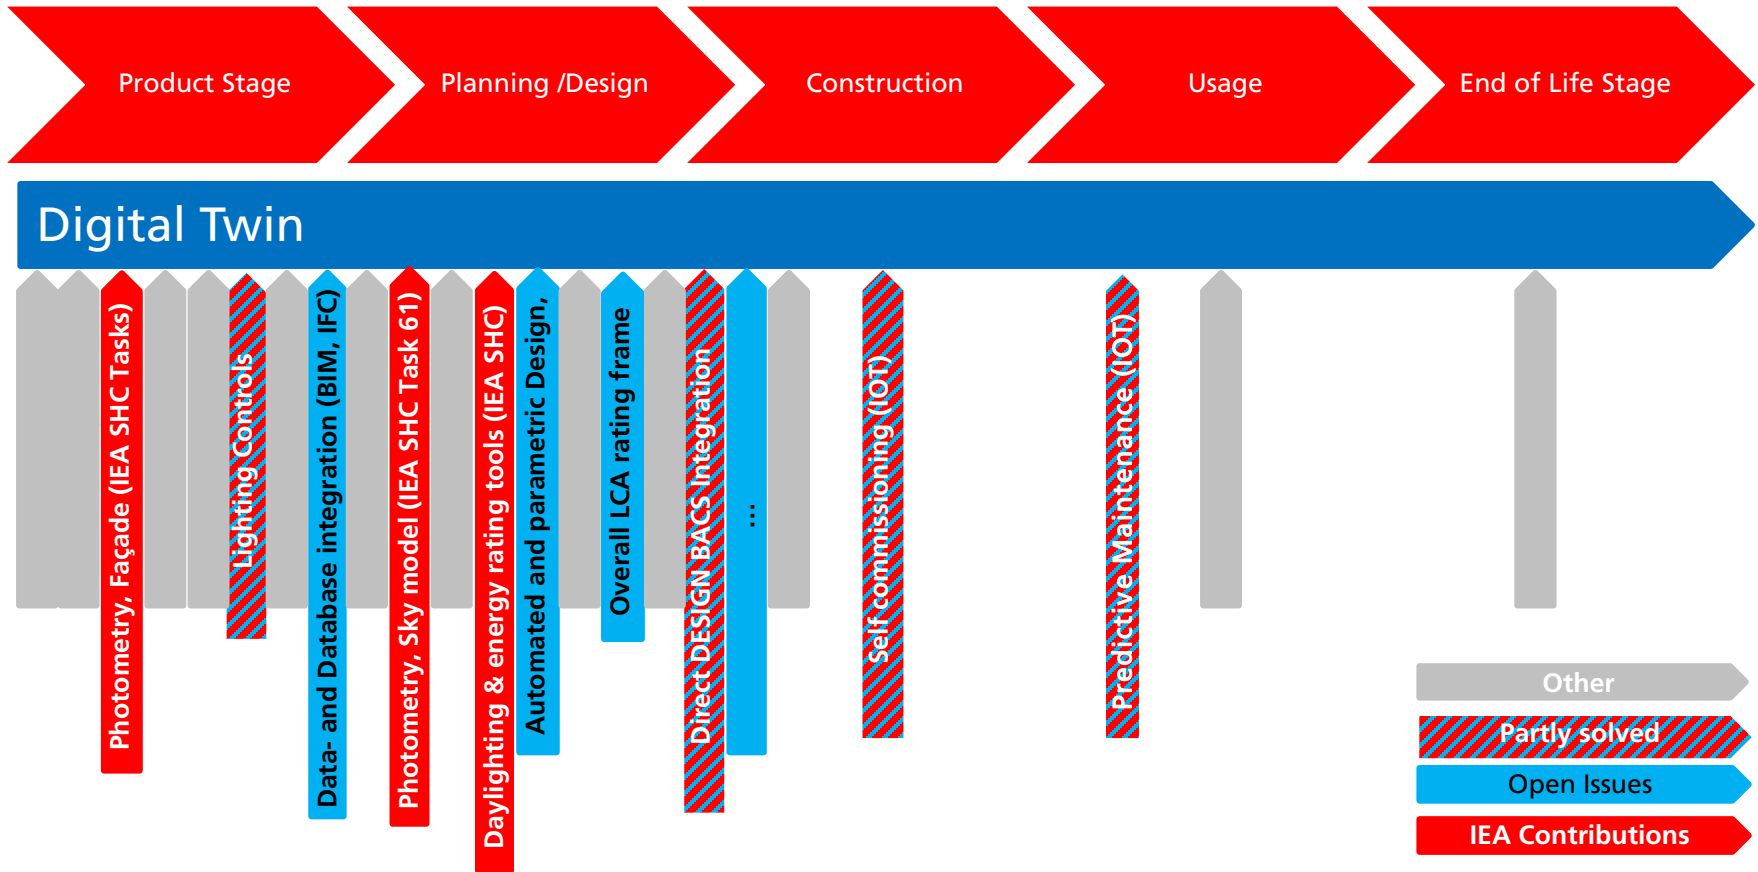 Product Stage
Planning /Design
Construction
Usage
End of Life Stage
Digital Twin
Photometry, Façade (IEA SHC Tasks)
Lighting Controls
Data- and Database integration (BIM, IFC)
Photometry, Sky model (IEA SHC Task 61)
Daylighting & energy rating tools (IEA SHC)
Automated and parametric Design,
Overall LCA rating frame
Direct DESIGN BACS Integration
...
Self commissioning (IOT)
Predictive Maintenance (IOT)
Other
Partly solved
Open Issues
IEA Contributions